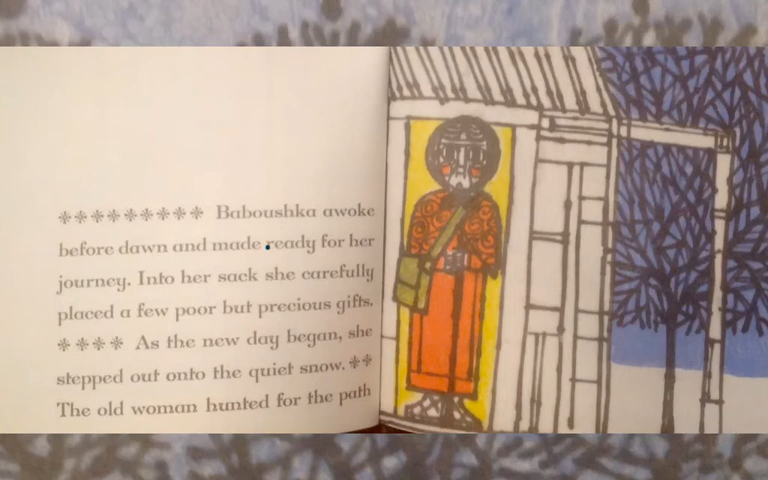 Baboushka awoke
before dawn and made ready for her
journey. Into her sack she carefully
placed a few poor but precious gifts.
As the new day began, she
stepped out onto the quiet snow.
The old woman hunted for the path